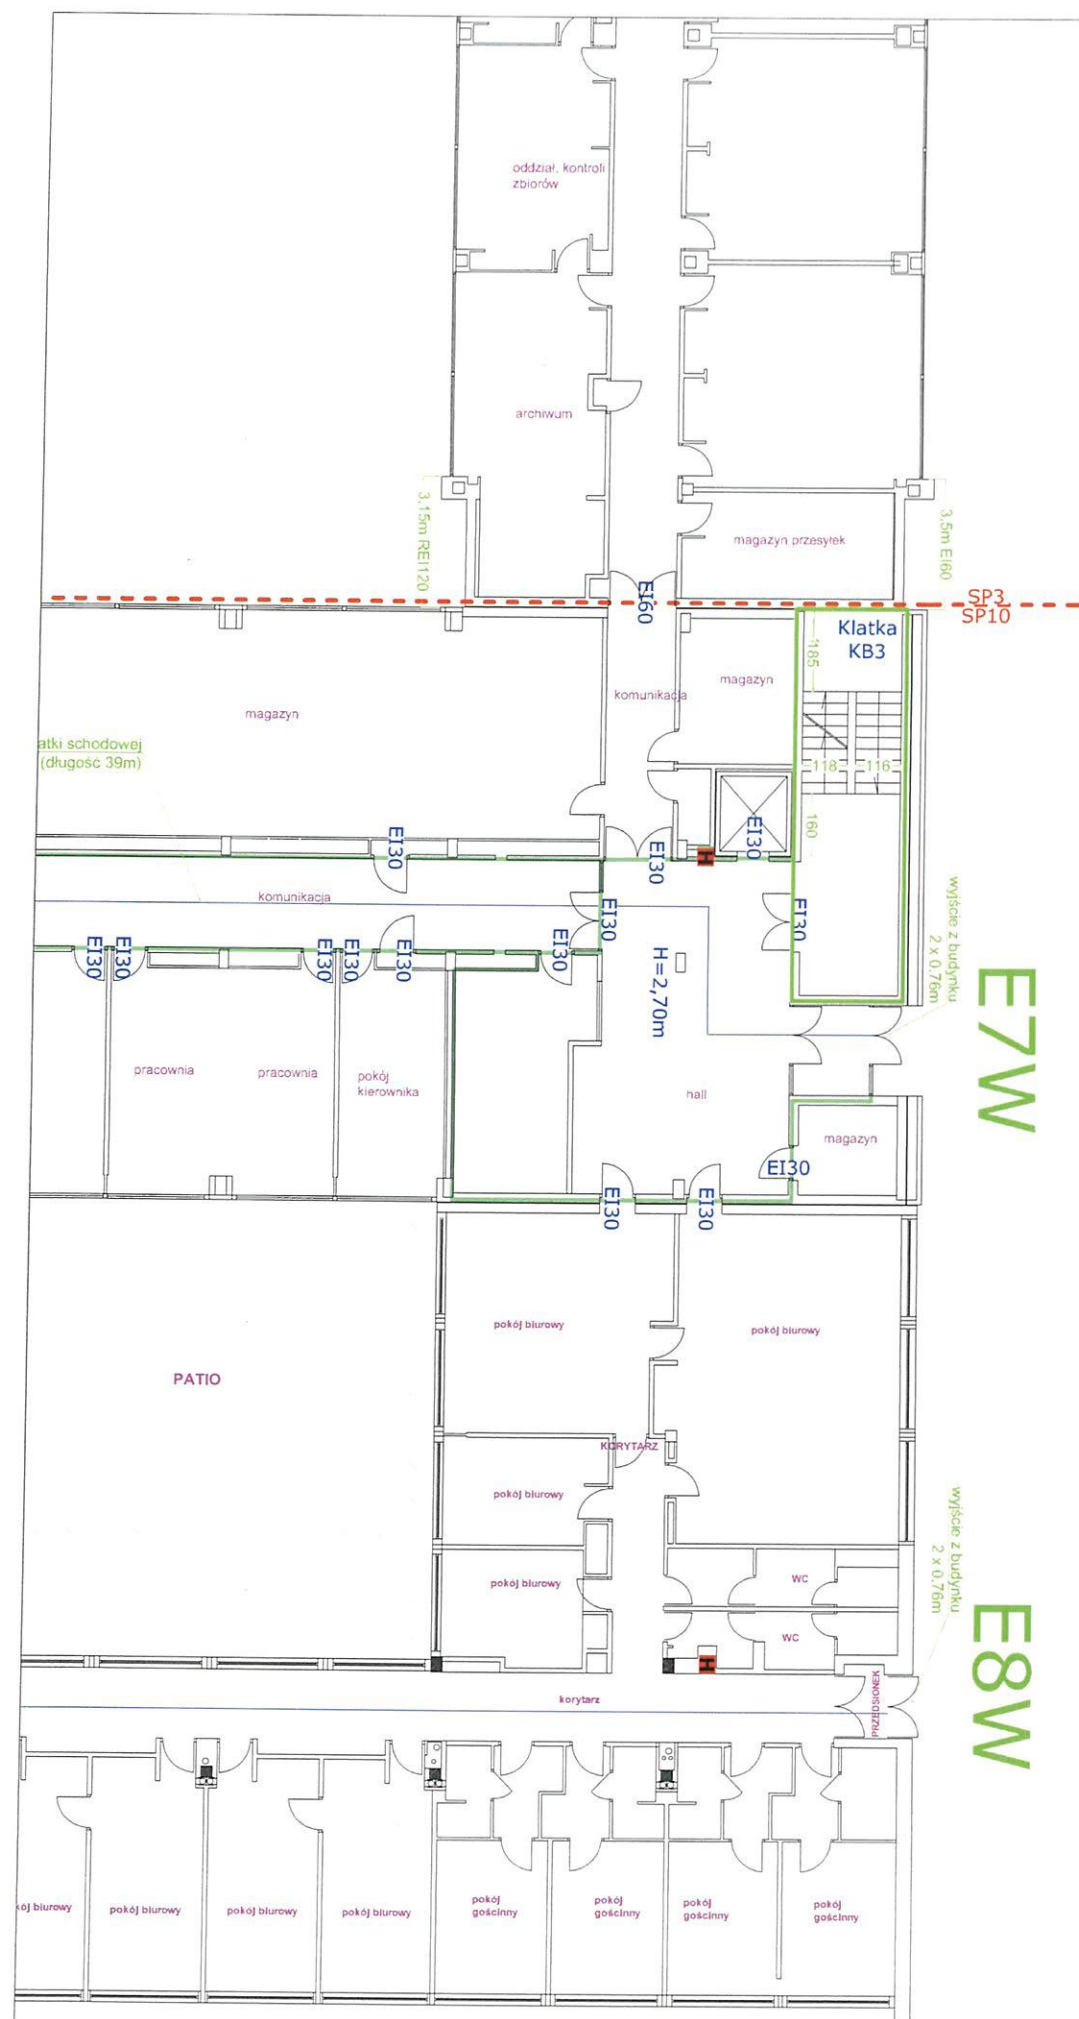 oddział. kontroli
zbiorów
archiwum
magazyn przesyłek
3,15m REI120
3,5m EI60
EI60
SP3
SP10
Klatka
KB3
185
118
116
160
komunikacja
magazyn
magazyn
atki schodowej
(długość 39m)
EI30
EI30
H
EI30
komunikacja
EI30
EI30
wyjście z budynku
2 x 0,76m
E7W
EI30
EI30
EI30
EI30
EI30
EI30
H=2,70m
pracownia
pracownia
pokój
kierownika
hall
magazyn
EI30
EI30
EI30
pokój biurowy
pokój biurowy
PATIO
KORYTARZ
pokój biurowy
pokój biurowy
WC
WC
H
wyjście z budynku
2 x 0,76m
E8W
korytarz
PRZEDSIONEK
kój biurowy
pokój biurowy
pokój biurowy
pokój biurowy
pokój
gościnny
pokój
gościnny
pokój
gościnny
pokój
gościnny